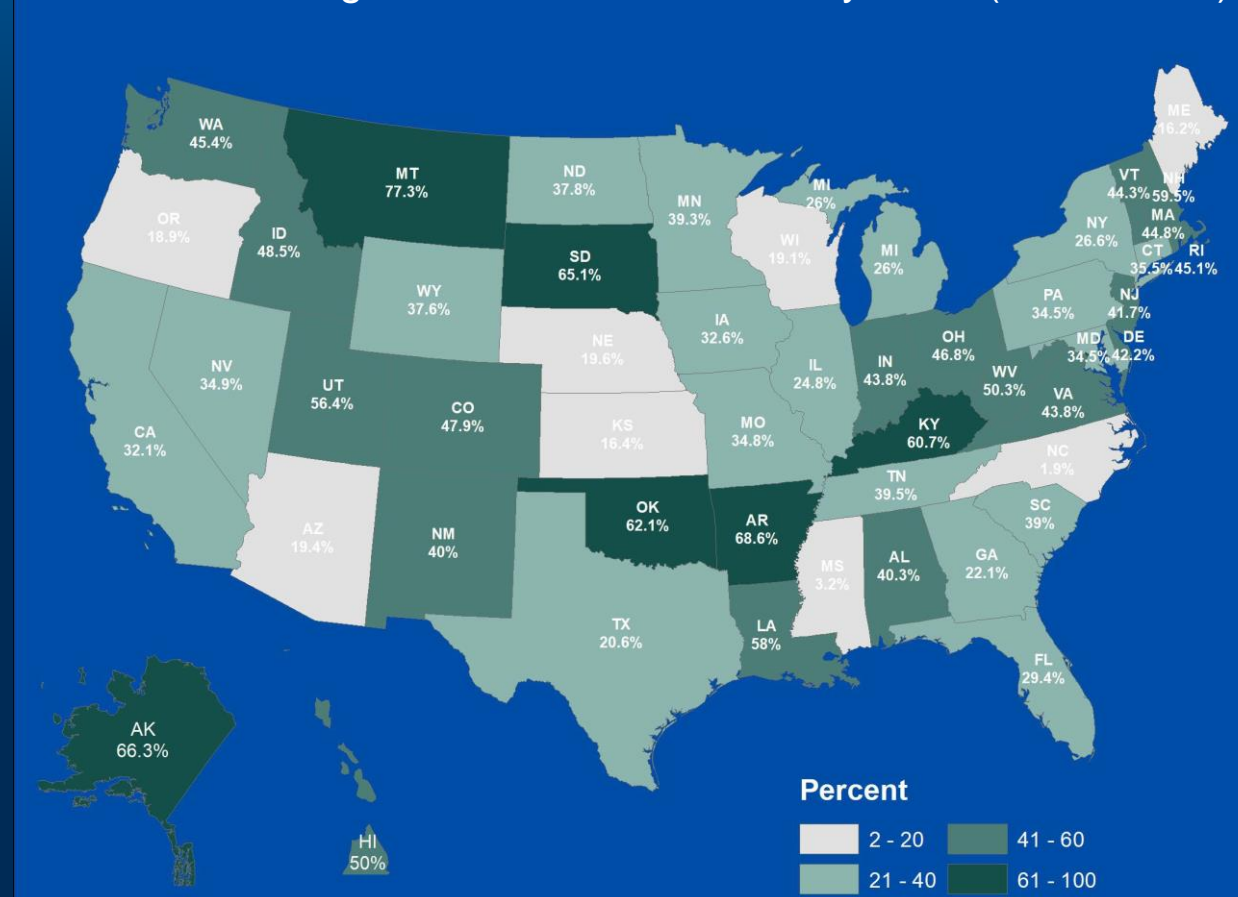 WA
45.4%
MT
77.3%
ND
37.8%
MN
39.3%
MI
26%
ME
16.2%
VT
44.3%
NH
59.5%
OR
18.9%
ID
48.5%
SD
65.1%
WI
19.1%
MI
26%
NY
26.6%
MA
44.8%
CT
35.5%
RI
45.1%
WY
37.6%
NE
19.6%
IA
32.6%
PA
34.5%
NJ
41.7%
NV
34.9%
UT
56.4%
CO
47.9%
IL
24.8%
IN
43.8%
OH
46.8%
MD
34.5%
DE
42.2%
WV
50.3%
VA
43.8%
CA
32.1%
KS
16.4%
MO
34.8%
KY
60.7%
NC
1.9%
TN
39.5%
AZ
19.4%
NM
40%
OK
62.1%
AR
68.6%
SC
39%
MS
3.2%
AL
40.3%
GA
22.1%
TX
20.6%
LA
58%
FL
29.4%
AK
66.3%
HI
50%
Percent
2 - 20
41 - 60
21 - 40
61 - 100